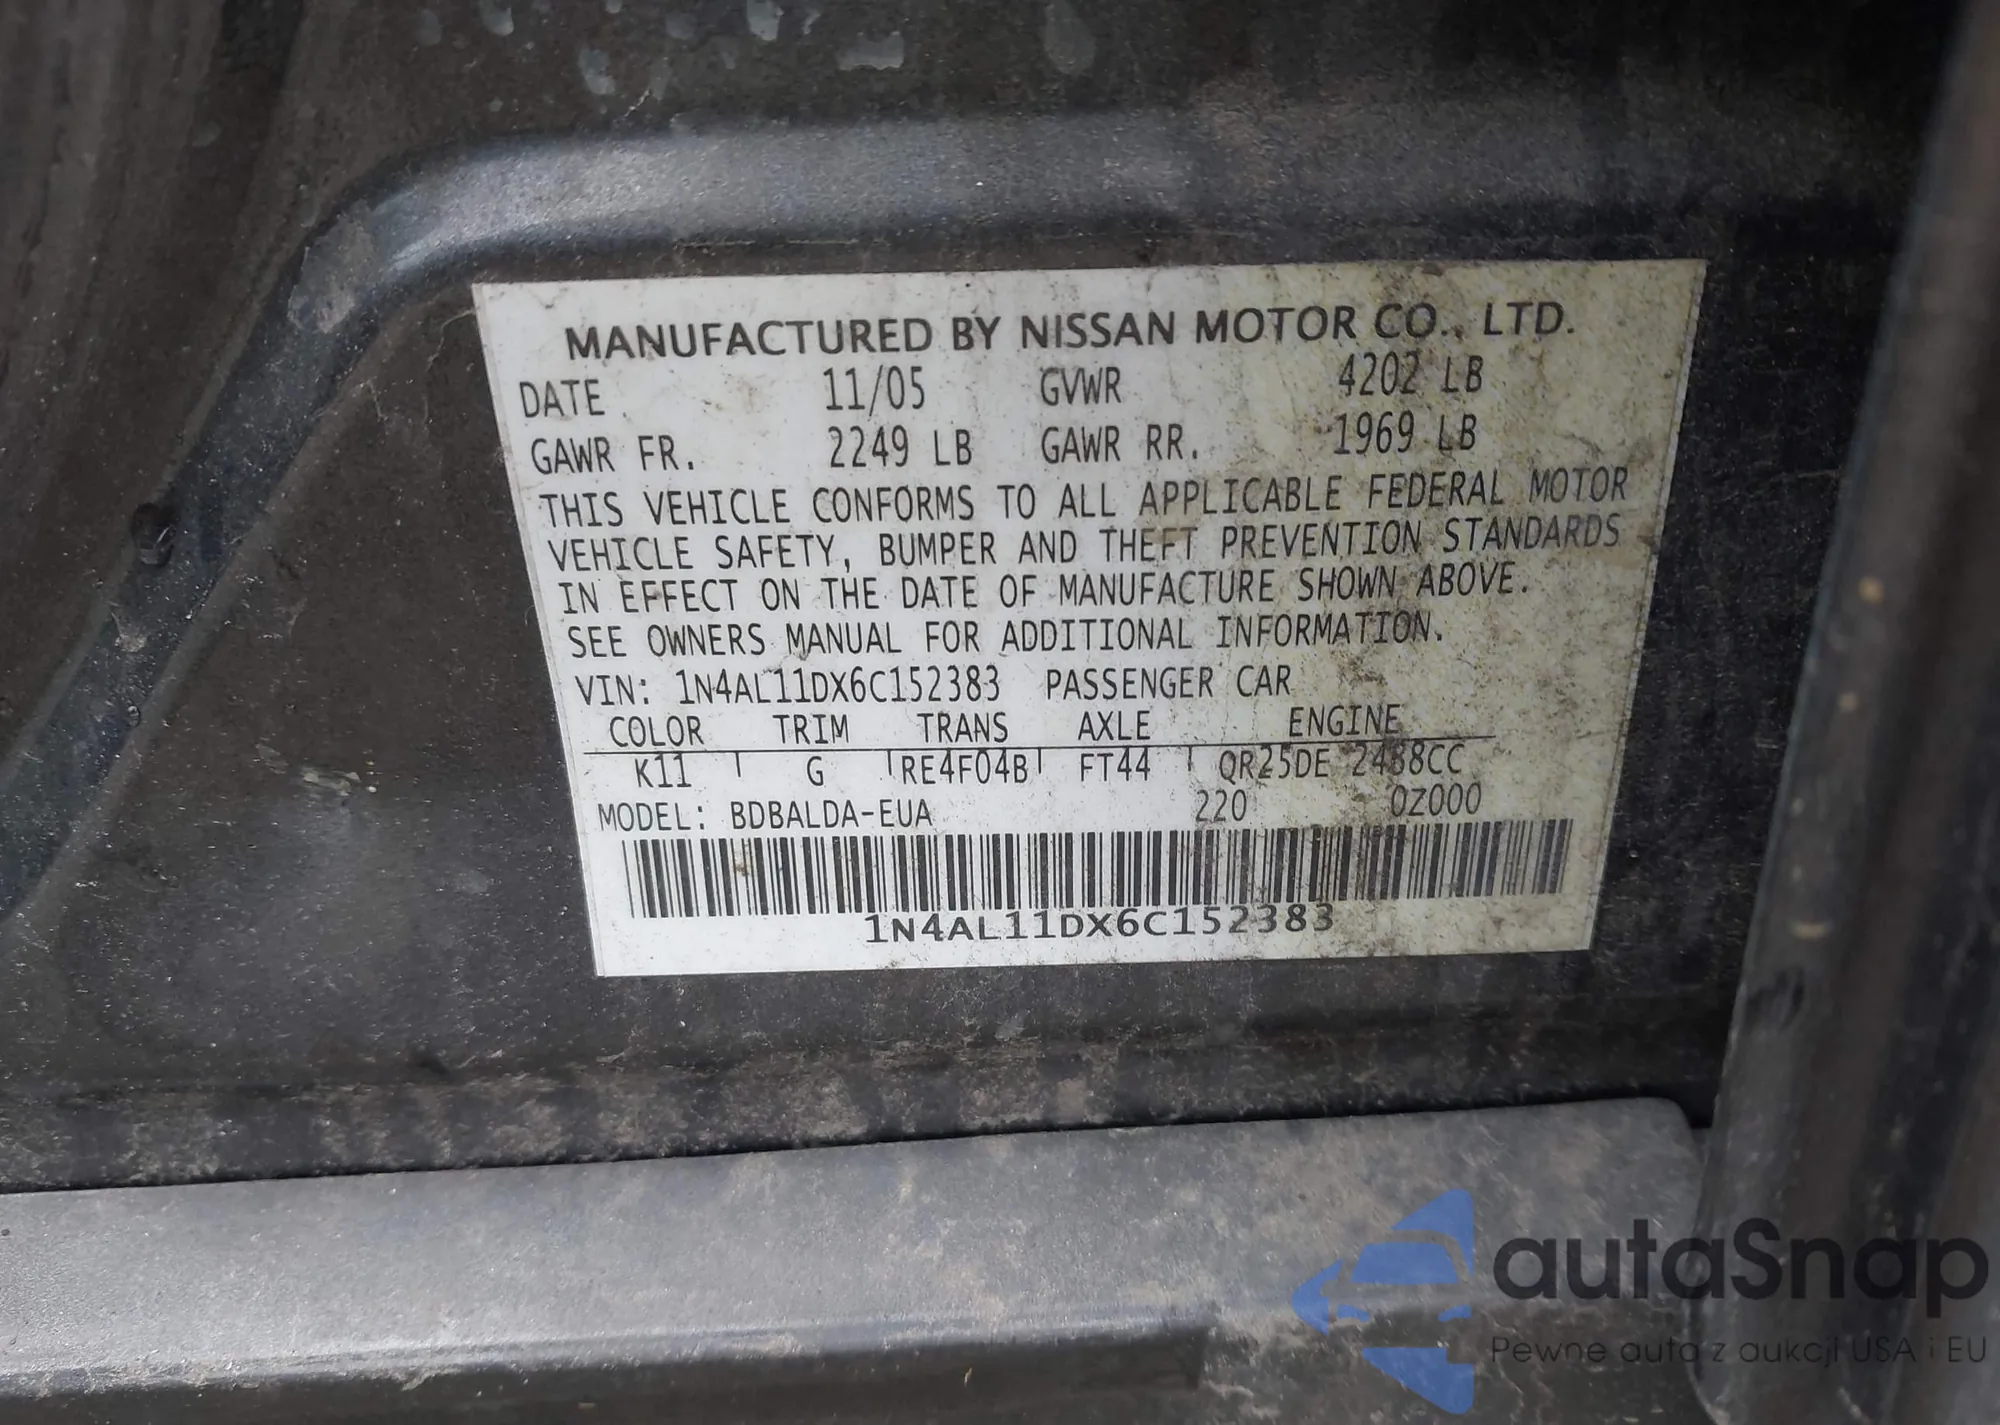 MANUFACTURED BY NISSAN MOTOR CO., LTD.
DATE 11/05 GVWR 4202 LB
GAWR FR. 2249 LB GAWR RR. 1969 LB
THIS VEHICLE CONFORMS TO ALL APPLICABLE FEDERAL MOTOR
VEHICLE SAFETY, BUMPER AND THEFT PREVENTION STANDARDS
IN EFFECT ON THE DATE OF MANUFACTURE SHOWN ABOVE.
SEE OWNERS MANUAL FOR ADDITIONAL INFORMATION.
VIN: 1N4AL11DX6C152383 PASSENGER CAR
COLOR TRIM TRANS AXLE ENGINE
K11 G RE4F04B FT44 QR25DE 2488CC
MODEL: BDBALDA-EUA 220 0Z000
1N4AL11DX6C152383
autaSnap
Pewne auta z aukcji USA i EU